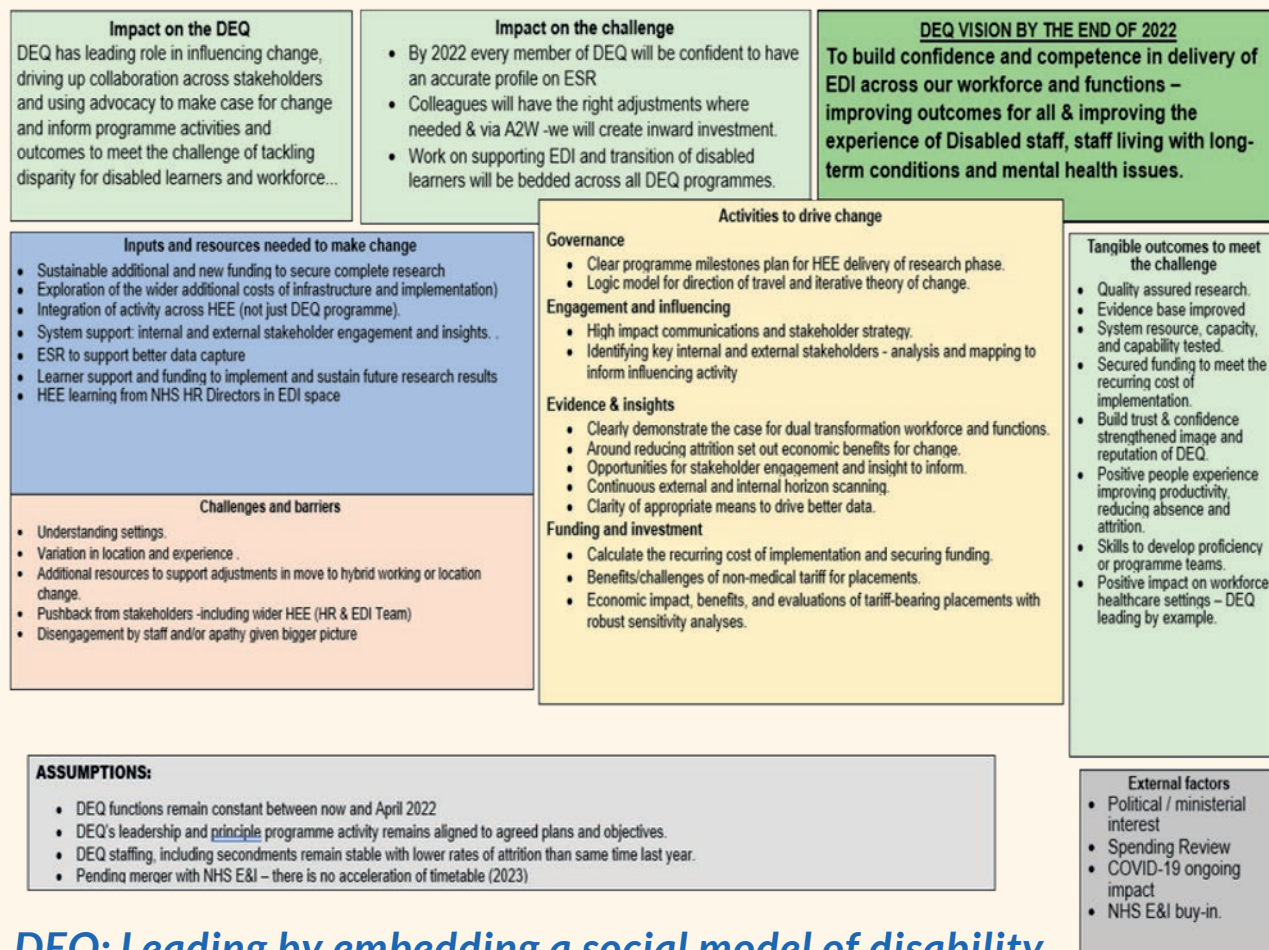 Impact on the DEQ
DEQ has leading role in influencing change,
driving up collaboration across stakeholders
and using advocacy to make case for change
and inform programme activities and
outcomes to meet the challenge of tackling
disparity for disabled learners and workforce...
Impact on the challenge
• By 2022 every member of DEQ will be confident to have
an accurate profile on ESR
• Colleagues will have the right adjustments where
needed & via A2W -we will create inward investment.
• Work on supporting EDI and transition of disabled
learners will be bedded across all DEQ programmes.
DEQ VISION BY THE END OF 2022
To build confidence and competence in delivery of
EDI across our workforce and functions –
improving outcomes for all & improving the
experience of Disabled staff, staff living with long-
term conditions and mental health issues.
Inputs and resources needed to make change
• Sustainable additional and new funding to secure complete research
• Exploration of the wider additional costs of infrastructure and implementation)
• Integration of activity across HEE (not just DEQ programme).
• System support: internal and external stakeholder engagement and insights. .
• ESR to support better data capture
• Learner support and funding to implement and sustain future research results
• HEE learning from NHS HR Directors in EDI space
Challenges and barriers
• Understanding settings.
• Variation in location and experience .
• Additional resources to support adjustments in move to hybrid working or location
change.
• Pushback from stakeholders -including wider HEE (HR & EDI Team)
• Disengagement by staff and/or apathy given bigger picture
Activities to drive change
Governance
• Clear programme milestones plan for HEE delivery of research phase.
• Logic model for direction of travel and iterative theory of change.
Engagement and influencing
• High impact communications and stakeholder strategy.
• Identifying key internal and external stakeholders - analysis and mapping to
inform influencing activity
Evidence & insights
• Clearly demonstrate the case for dual transformation workforce and functions.
• Around reducing attrition set out economic benefits for change.
• Opportunities for stakeholder engagement and insight to inform.
• Continuous external and internal horizon scanning.
• Clarity of appropriate means to drive better data.
Funding and investment
• Calculate the recurring cost of implementation and securing funding.
• Benefits/challenges of non-medical tariff for placements.
• Economic impact, benefits, and evaluations of tariff-bearing placements with
robust sensitivity analyses.
Tangible outcomes to meet
the challenge
• Quality assured research.
• Evidence base improved
• System resource, capacity,
and capability tested.
• Secured funding to meet the
recurring cost of
implementation.
• Build trust & confidence
strengthened image and
reputation of DEQ.
• Positive people experience
improving productivity,
reducing absence and
attrition.
• Skills to develop proficiency
or programme teams.
• Positive impact on workforce
healthcare settings – DEQ
leading by example.
ASSUMPTIONS:
• DEQ functions remain constant between now and April 2022
• DEQ's leadership and principle programme activity remains aligned to agreed plans and objectives.
• DEQ staffing, including secondments remain stable with lower rates of attrition than same time last year.
• Pending merger with NHS E&I – there is no acceleration of timetable (2023)
External factors
• Political / ministerial
interest
• Spending Review
• COVID-19 ongoing
impact
• NHS E&I buy-in.
DEQ: Leading by embedding a social model of disability